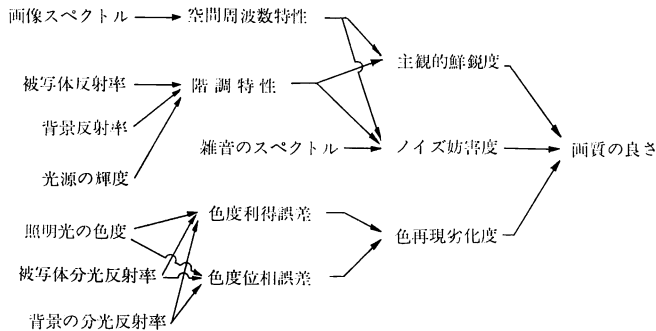 画像スペクトル
空間周波数特性
主観的鮮鋭度
被写体反射率
階調特性
背景反射率
雑音のスペクトル
ノイズ妨害度
画質の良さ
光源の輝度
色度利得誤差
照明光の色度
色再現劣化度
被写体分光反射率
色度位相誤差
背景の分光反射率